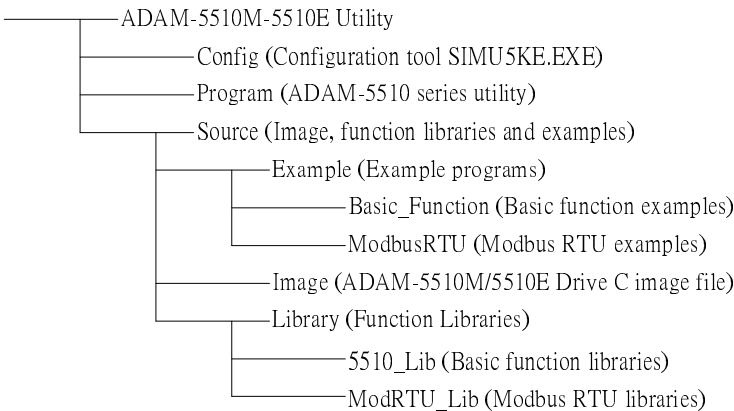 ADAM-5510M-5510E Utility
Config (Configuration tool SIMU5KE.EXE)
Program (ADAM-5510 series utility)
Source (Image, function libraries and examples)
Example (Example programs)
Basic_Function (Basic function examples)
ModbusRTU (Modbus RTU examples)
Image (ADAM-5510M/5510E Drive C image file)
Library (Function Libraries)
5510_Lib (Basic function libraries)
ModRTU_Lib (Modbus RTU libraries)